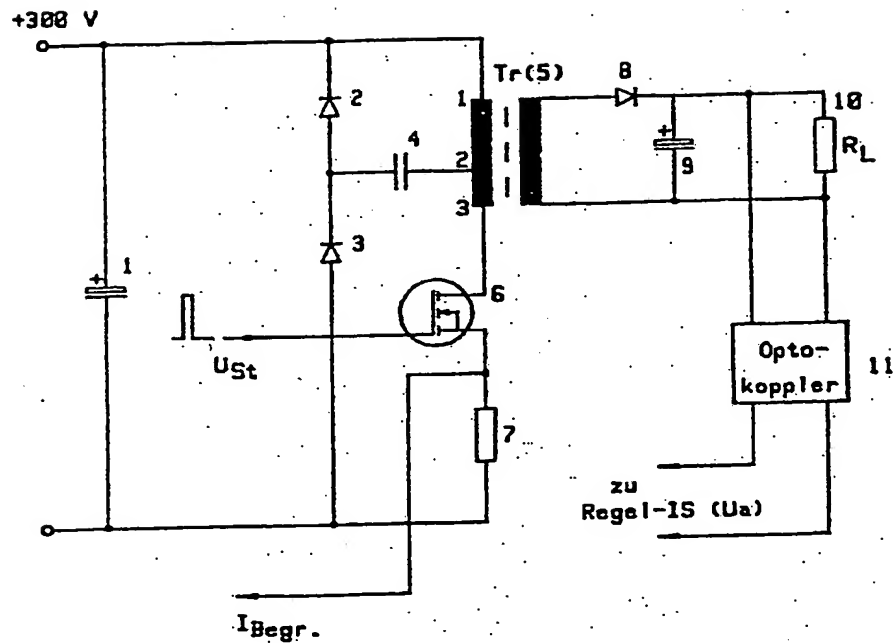 +300 V
Tr(5)
8
1
2
4
10
+
9
R_L
2
3
3
1
+
6
U_St
Opto-
koppler
11
7
zu
Regel-IS (Ua)
I_Begr.